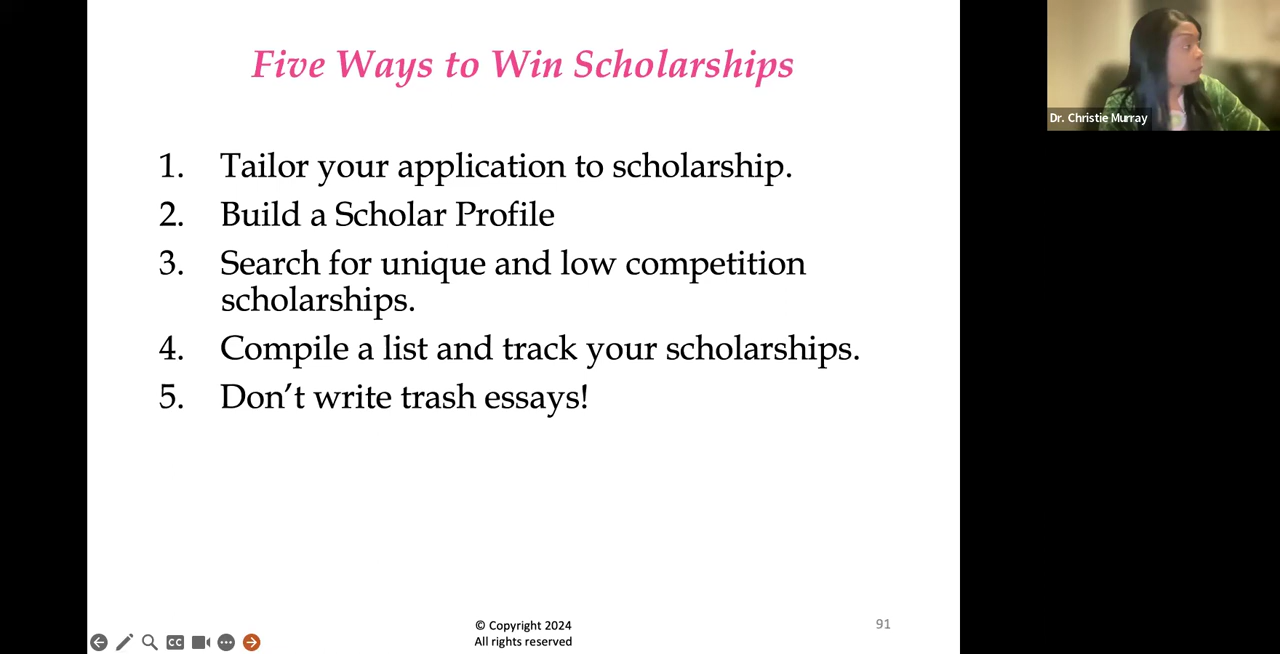 Five Ways to Win Scholarships
1. Tailor your application to scholarship.
2. Build a Scholar Profile
3. Search for unique and low competition
scholarships.
4. Compile a list and track your scholarships.
5. Don’t write trash essays!
Dr. Christie Murray
© Copyright 2024
All rights reserved
91
CC